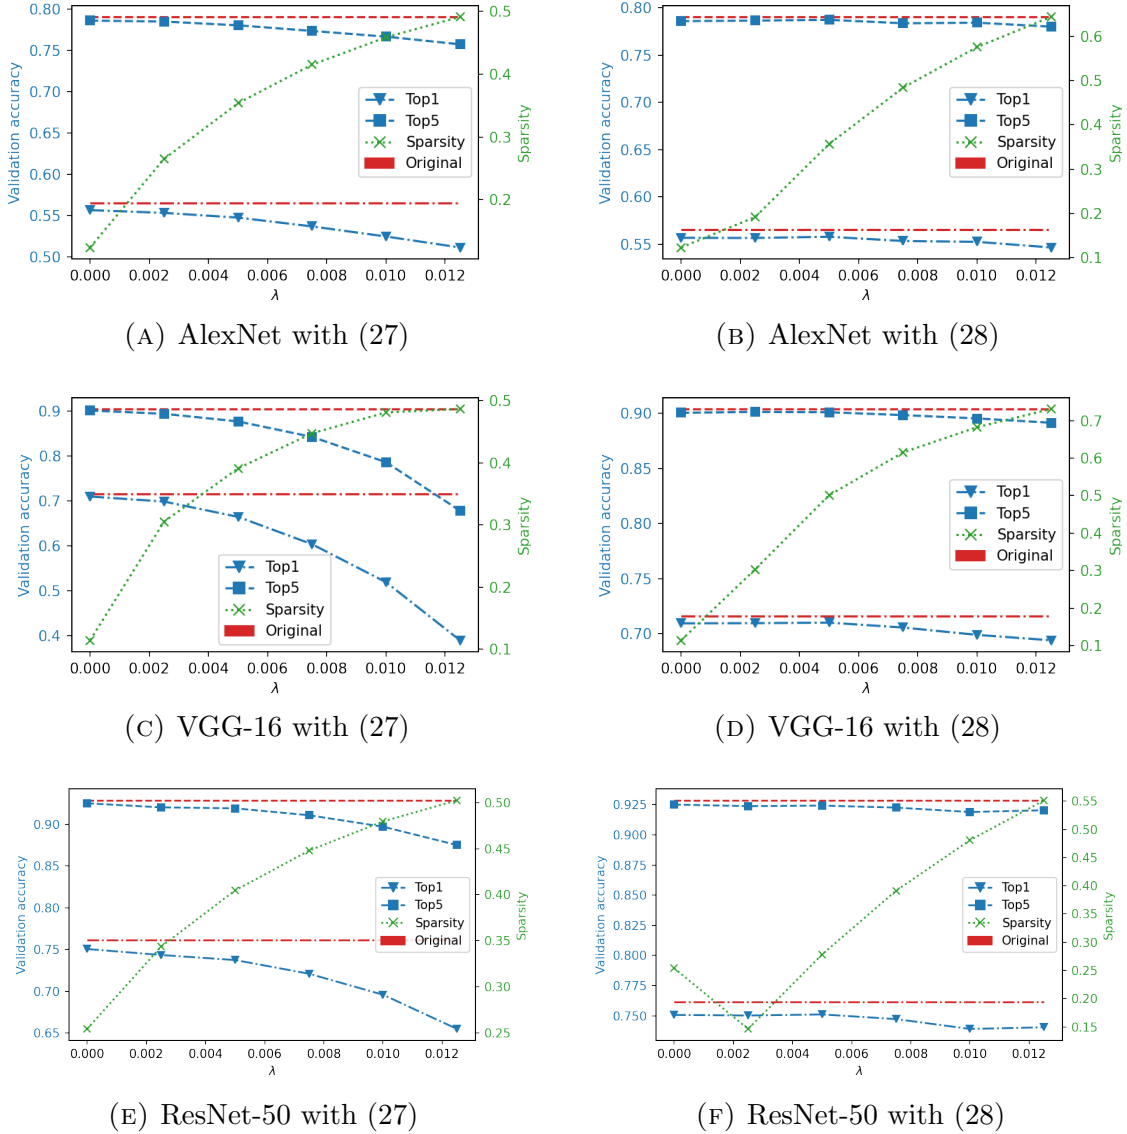 0.80
0.75
0.70
0.65
0.60
0.55
0.50
Validation accuracy
0.5
0.4
0.3
0.2
Sparsity
Top1
Top5
Sparsity
Original
0.000 0.002 0.004 0.006 0.008 0.010 0.012
λ
(A) AlexNet with (27)
0.80
0.75
0.70
0.65
0.60
0.55
Validation accuracy
0.6
0.5
0.4
0.3
0.2
0.1
Sparsity
Top1
Top5
Sparsity
Original
0.000 0.002 0.004 0.006 0.008 0.010 0.012
λ
(B) AlexNet with (28)
0.9
0.8
0.7
0.6
0.5
0.4
Validation accuracy
0.5
0.4
0.3
0.2
0.1
Sparsity
Top1
Top5
Sparsity
Original
0.000 0.002 0.004 0.006 0.008 0.010 0.012
λ
(C) VGG-16 with (27)
0.90
0.85
0.80
0.75
0.70
Validation accuracy
0.7
0.6
0.5
0.4
0.3
0.2
0.1
Sparsity
Top1
Top5
Sparsity
Original
0.000 0.002 0.004 0.006 0.008 0.010 0.012
λ
(D) VGG-16 with (28)
0.90
0.85
0.80
0.75
0.70
0.65
Validation accuracy
0.50
0.45
0.40
0.35
0.30
0.25
Sparsity
Top1
Top5
Sparsity
Original
0.000 0.002 0.004 0.006 0.008 0.010 0.012
λ
(E) ResNet-50 with (27)
0.925
0.900
0.875
0.850
0.825
0.800
0.775
0.750
Validation accuracy
0.55
0.50
0.45
0.40
0.35
0.30
0.25
0.20
0.15
Sparsity
Top1
Top5
Sparsity
Original
0.000 0.002 0.004 0.006 0.008 0.010 0.012
λ
(F) ResNet-50 with (28)